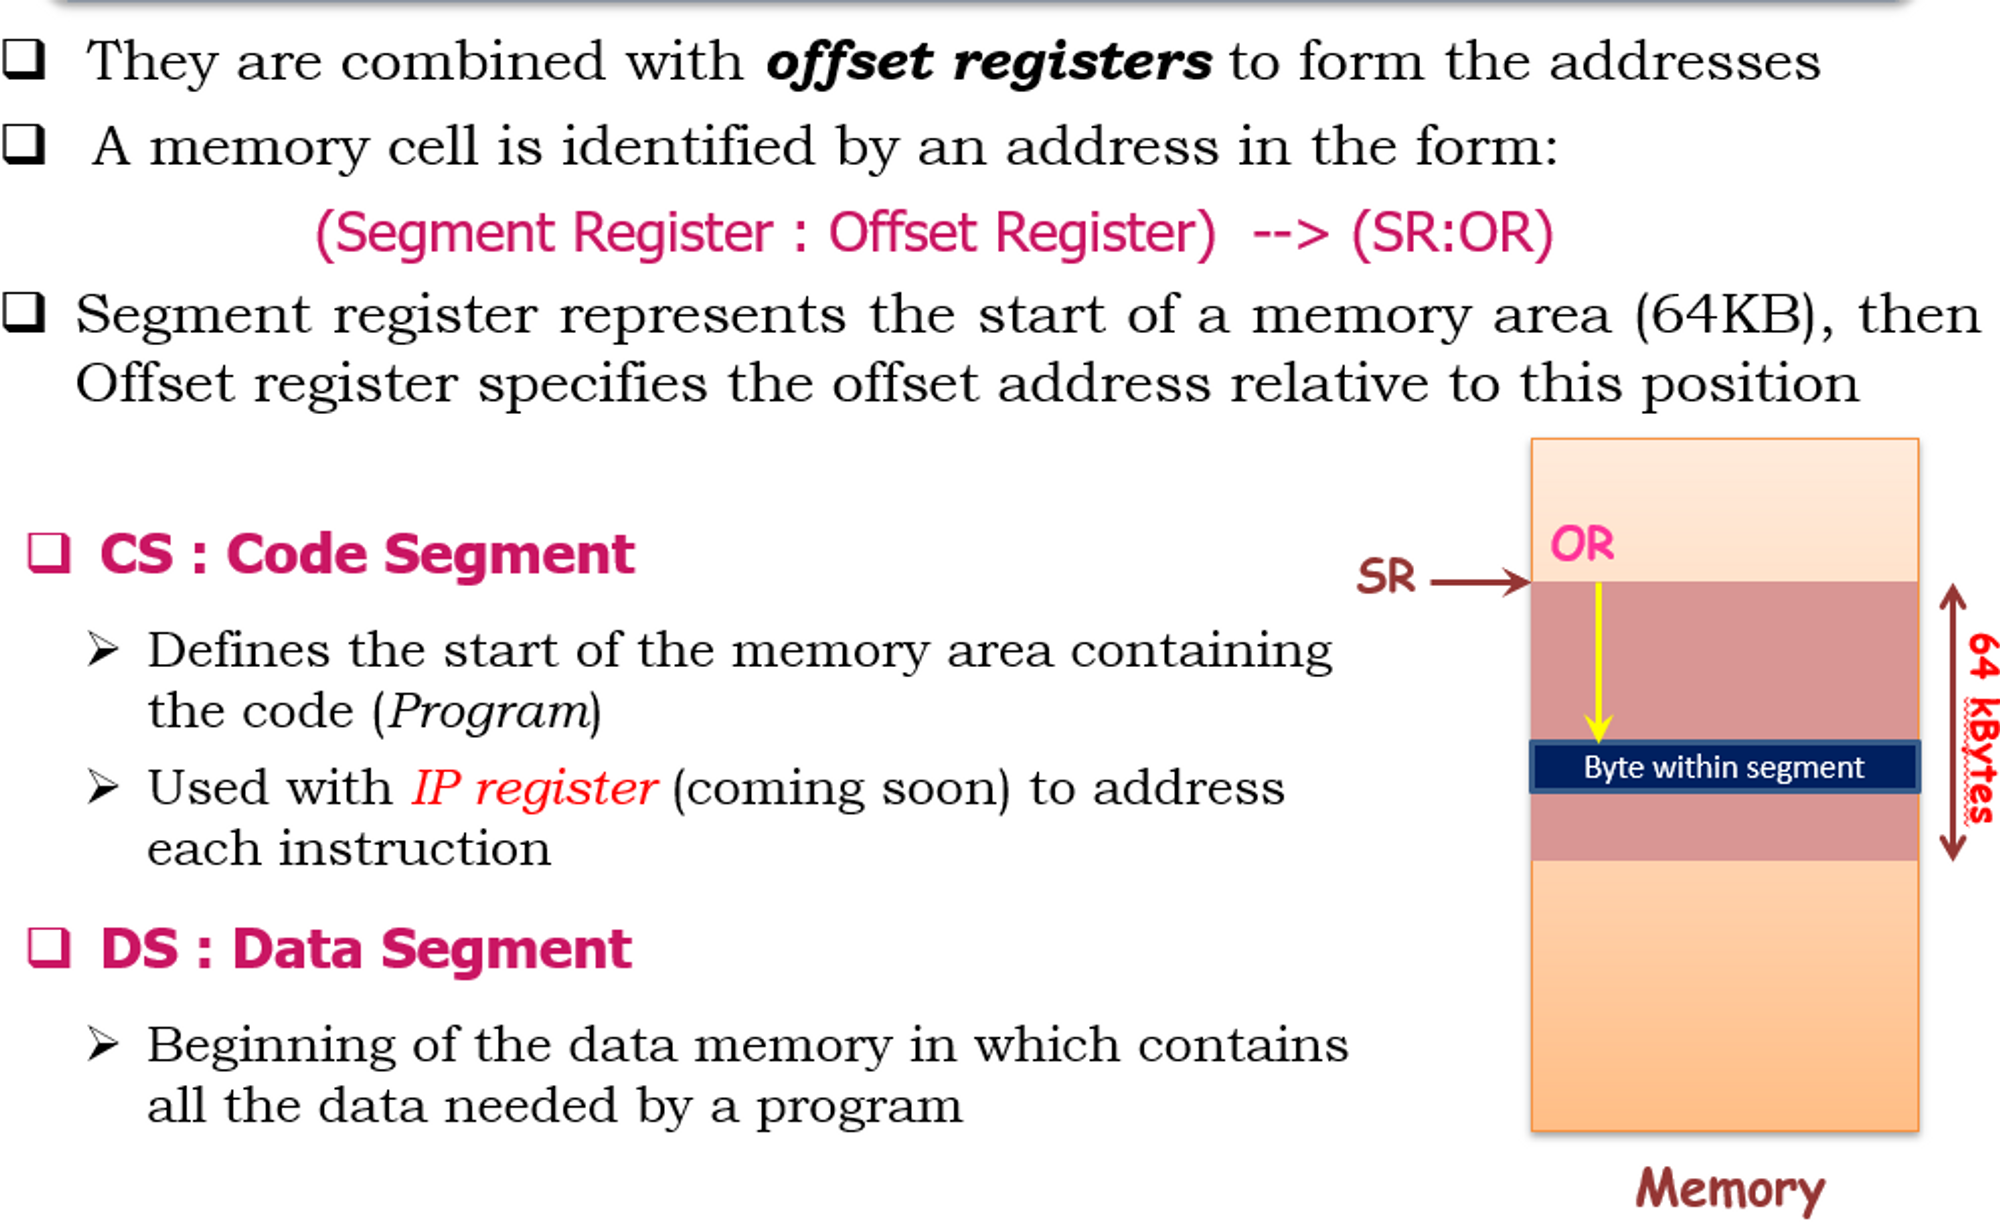 They are combined with offset registers to form the addresses
A memory cell is identified by an address in the form:
(Segment Register : Offset Register) --> (SR:OR)
Segment register represents the start of a memory area (64KB), then
Offset register specifies the offset address relative to this position
CS : Code Segment
Defines the start of the memory area containing
the code (Program)
Used with IP register (coming soon) to address
each instruction
DS : Data Segment
Beginning of the data memory in which contains
all the data needed by a program
OR
SR
Byte within segment
64 kBytes
Memory